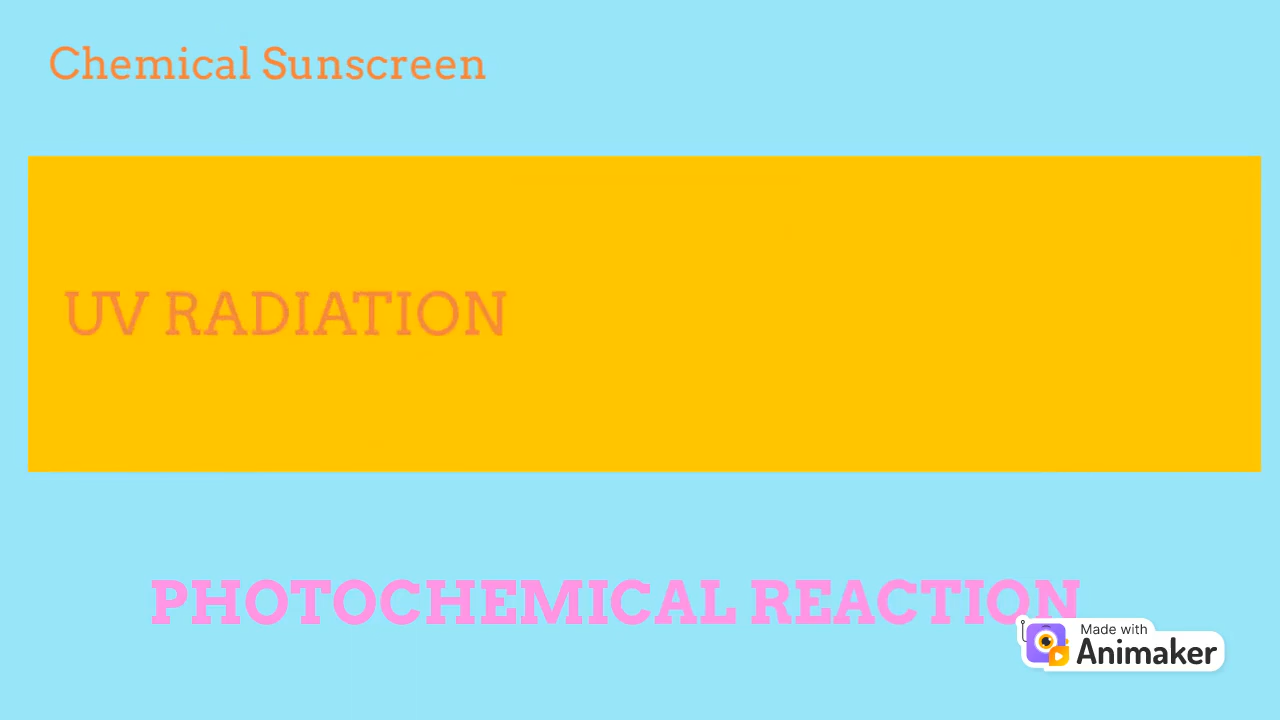 Chemical Sunscreen
UV RADIATION
PHOTOCHEMICAL REACTION
Made with
Animaker